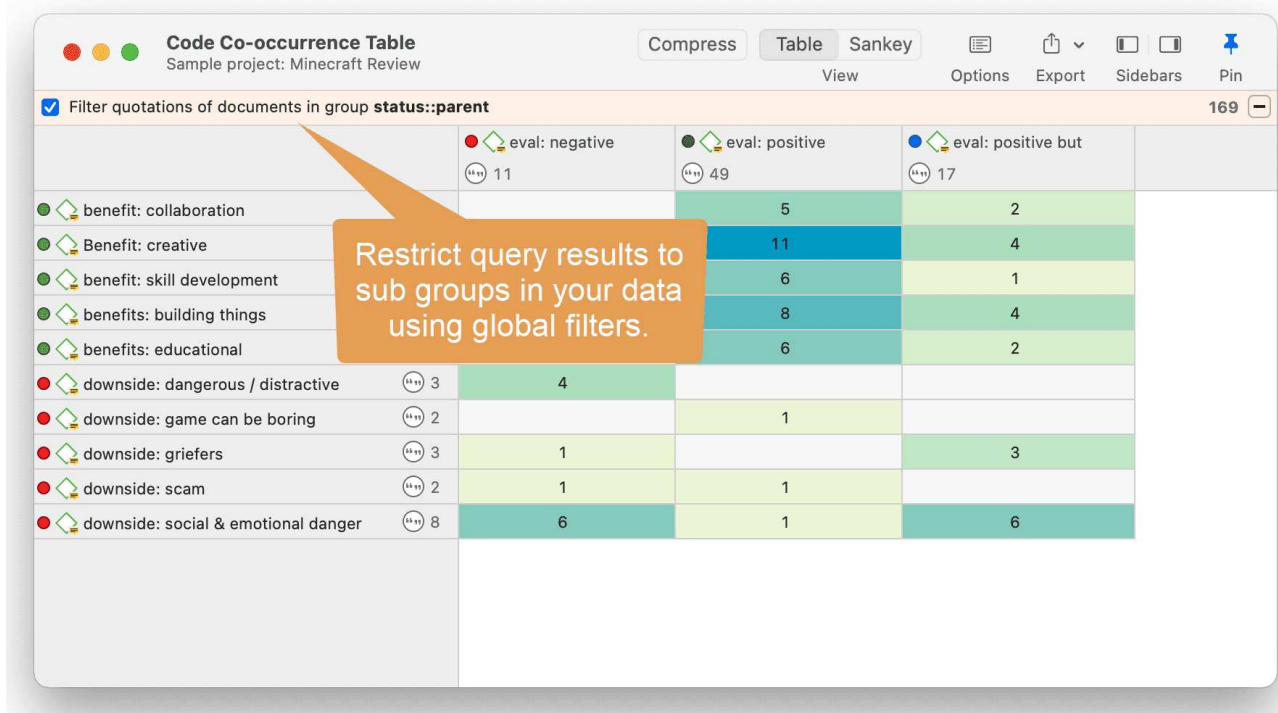 Code Co-occurrence Table
Sample project: Minecraft Review
Compress Table Sankey
View Options Export Sidebars Pin
Filter quotations of documents in group status::parent 169
eval: negative eval: positive eval: positive but
11 49 17
benefit: collaboration 5 2
Benefit: creative 11 4
benefit: skill development 6 1
benefits: building things 8 4
benefits: educational 6 2
Restrict query results to
sub groups in your data
using global filters.
downside: dangerous / distractive 3 4
downside: game can be boring 2 1
downside: griefers 3 1 3
downside: scam 2 1 1
downside: social & emotional danger 8 6 1 6